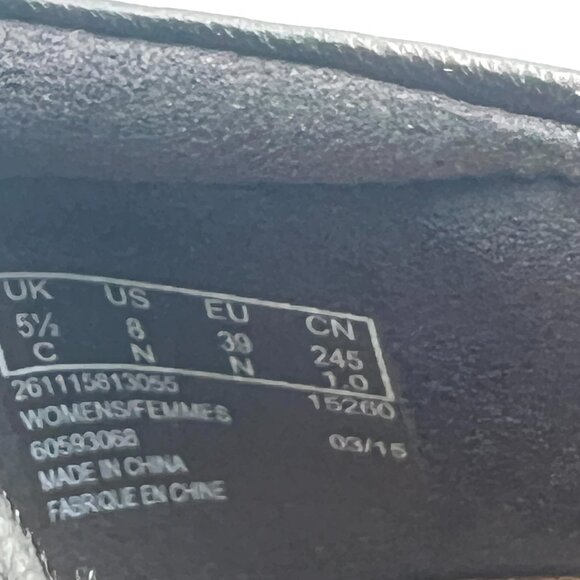 UK US EU CN
5½ 8 39 245
C N N 1.0
261115813055 15260
WOMENS/FEMMES
60593068 03/15
MADE IN CHINA
FABRIQUE EN CHINE